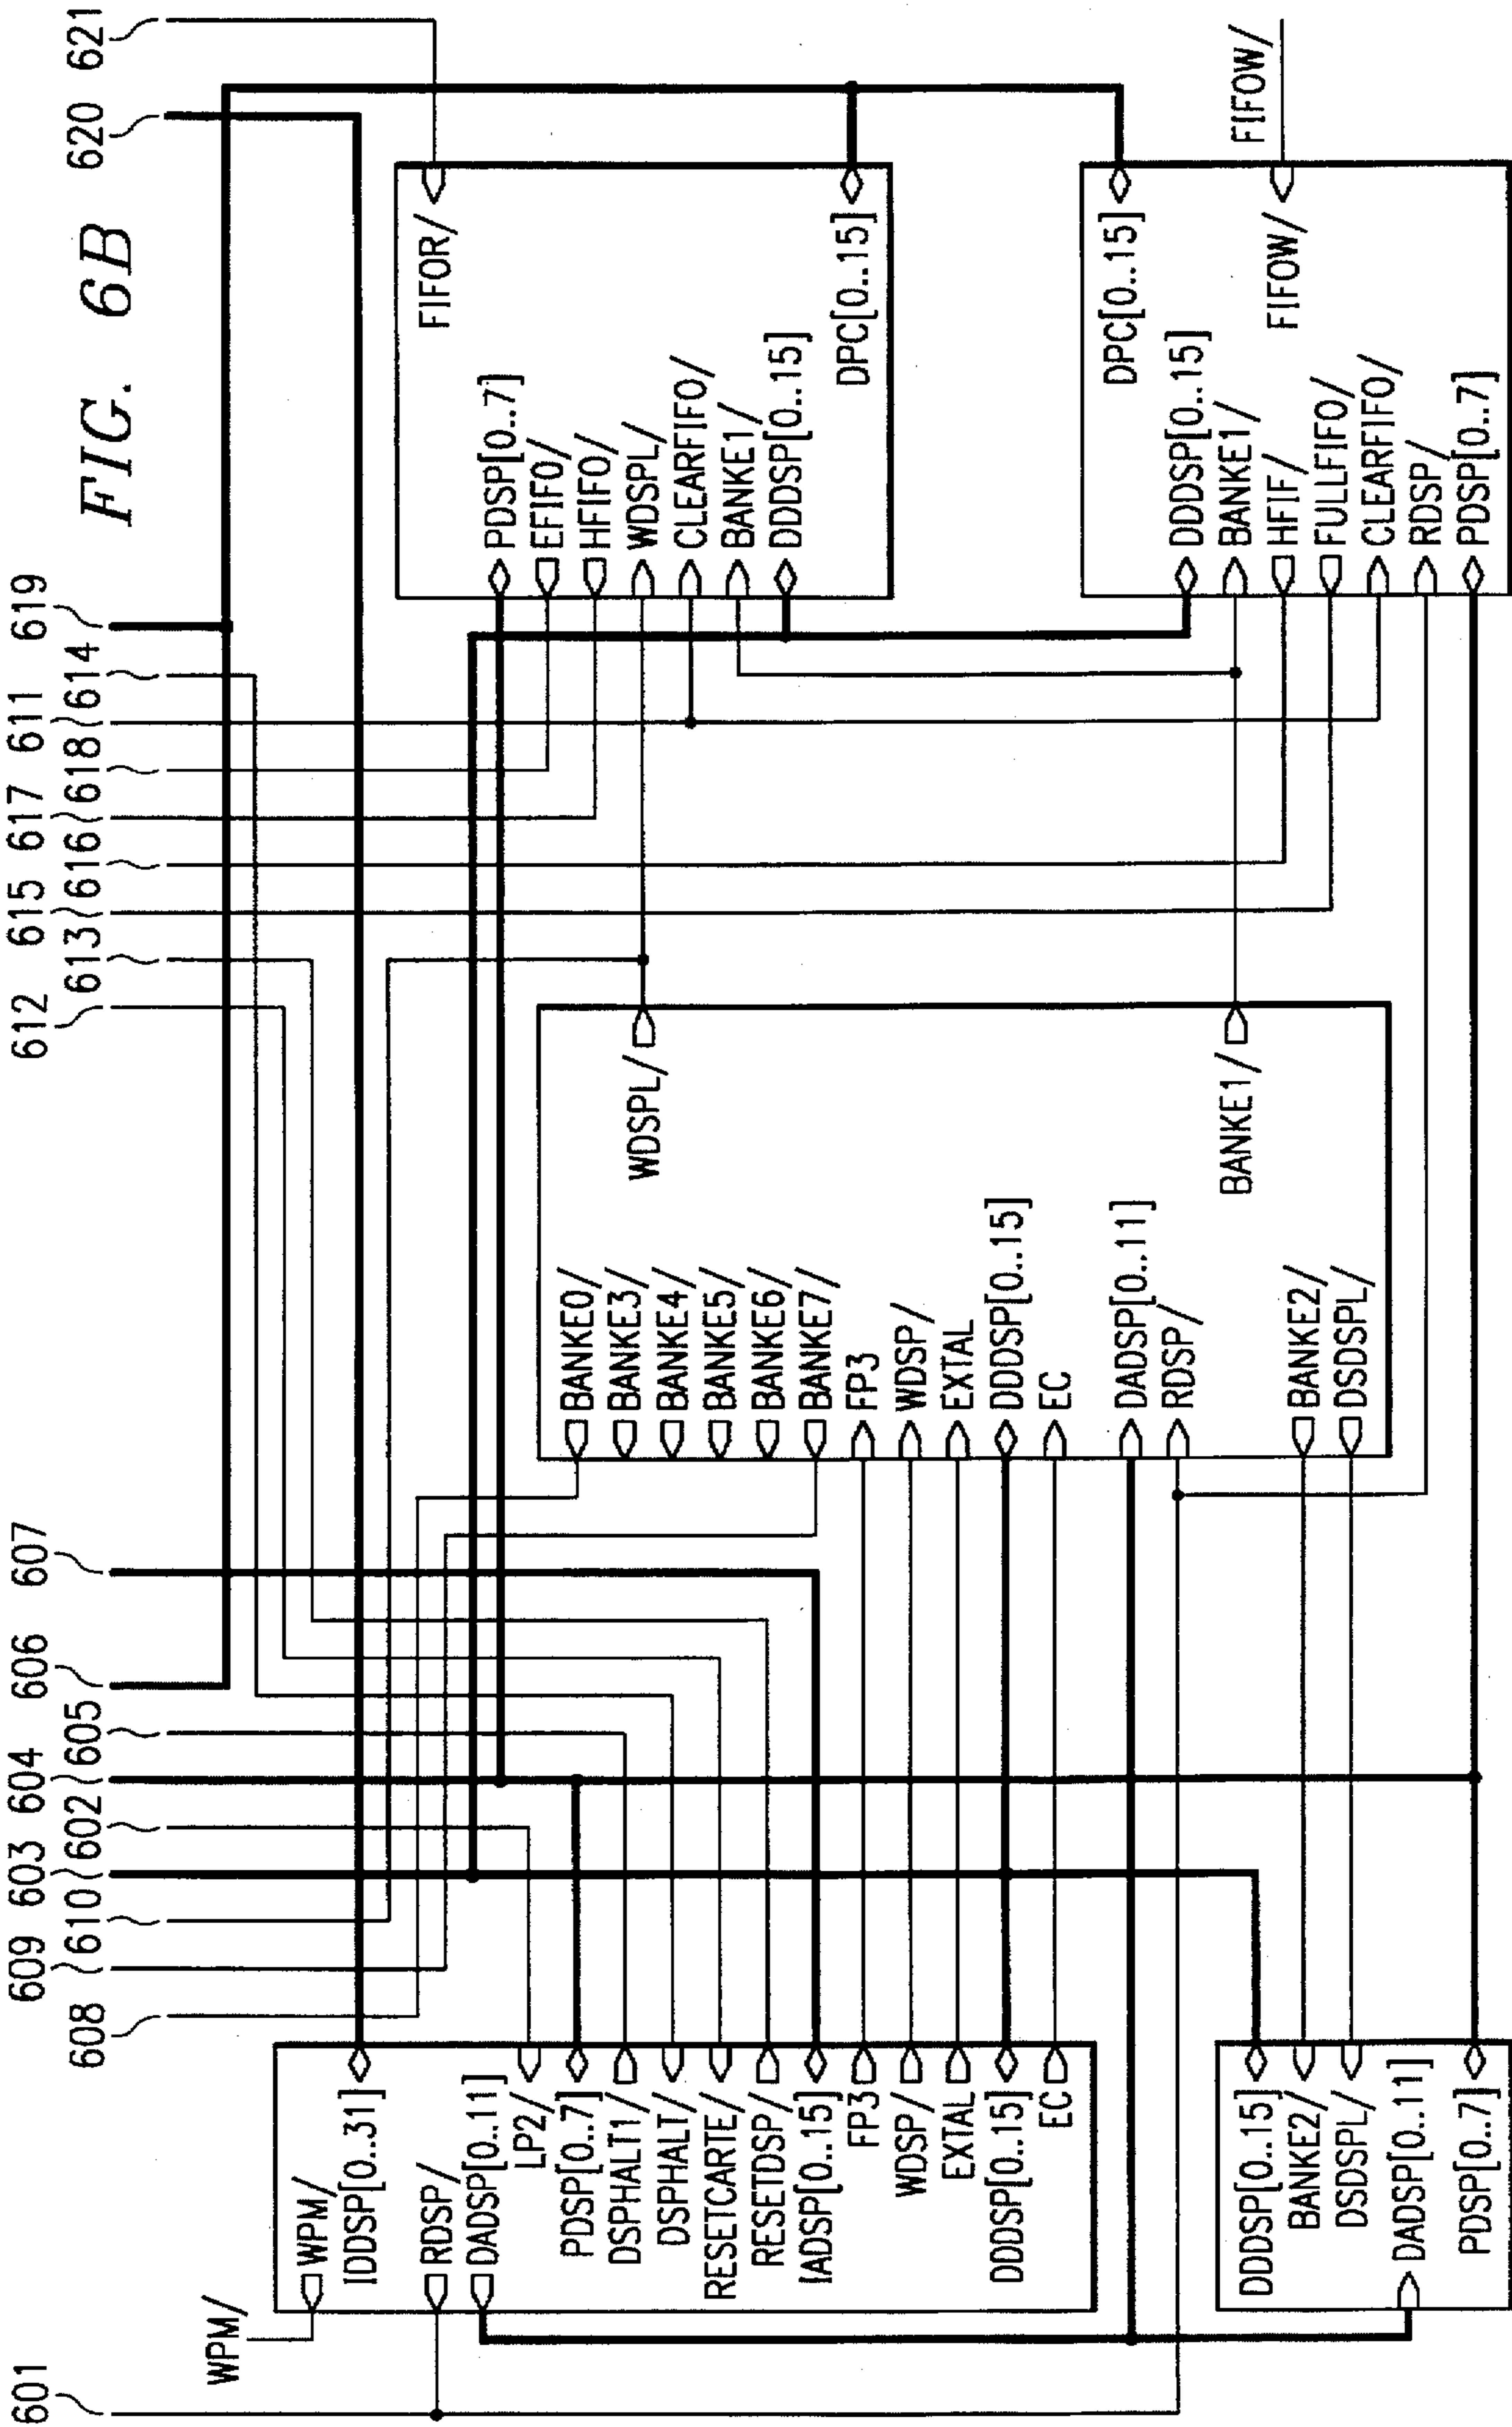 FIG. 6B
601
608
609
610
603
602
604
605
606
607
612
613
615
616
617
618
611
614
619
620
621
WPM/
WPM/
IDDSP[0..31]
RDSP/
DADSP[0..11]
LP2/
PDSP[0..7]
DSPHALT1/
DSPHALT/
RESETCARTE/
RESETDSP/
IADSP[0..15]
FP3
WDSP/
EXTAL
DDDSP[0..15]
EC
DDDSP[0..15]
BANKE2/
DSDSPL/
DADSP[0..11]
PDSP[0..7]
BANKE0/
BANKE3/
BANKE4/
BANKE5/
BANKE6/
BANKE7/
FP3
WDSP/
EXTAL
DDDSP[0..15]
EC
DADSP[0..11]
RDSP/
BANKE2/
DSDSPL/
WDSPL/
BANKE1/
PDSP[0..7]
EFIFO/
HFIFO/
WDSPL/
CLEARFIFO/
BANKE1/
DDDSP[0..15]
FIFOR/
DPC[0..15]
DDDSP[0..15]
BANKE1/
HFIF/
FULLFIFO/
CLEARFIFO/
RDSP/
PDSP[0..7]
DPC[0..15]
FIFOW/
FIFOW/